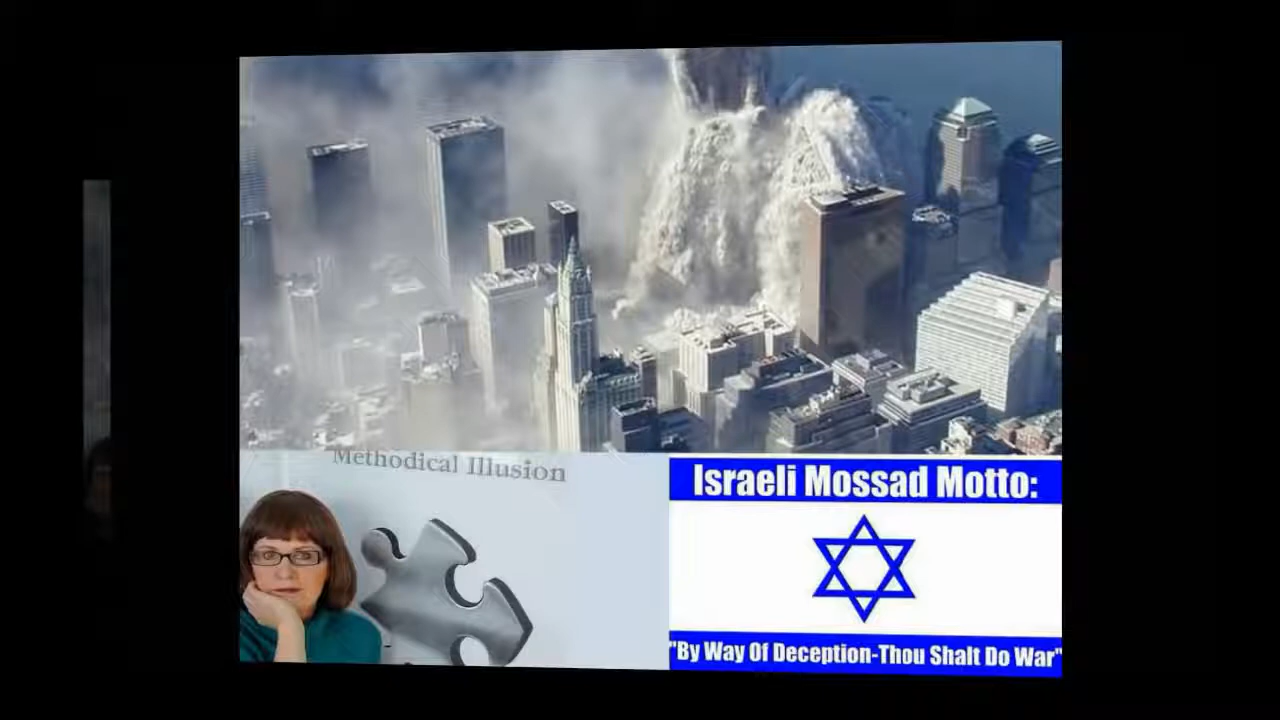 Methodical Illusion
Israeli Mossad Motto:
"By Way Of Deception-Thou Shalt Do War"